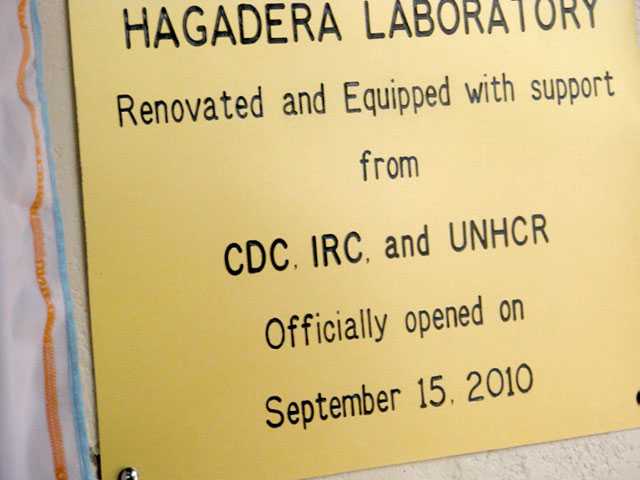 HAGADERA LABORATORY
Renovated and Equipped with support
from
CDC, IRC, and UNHCR
Officially opened on
September 15, 2010